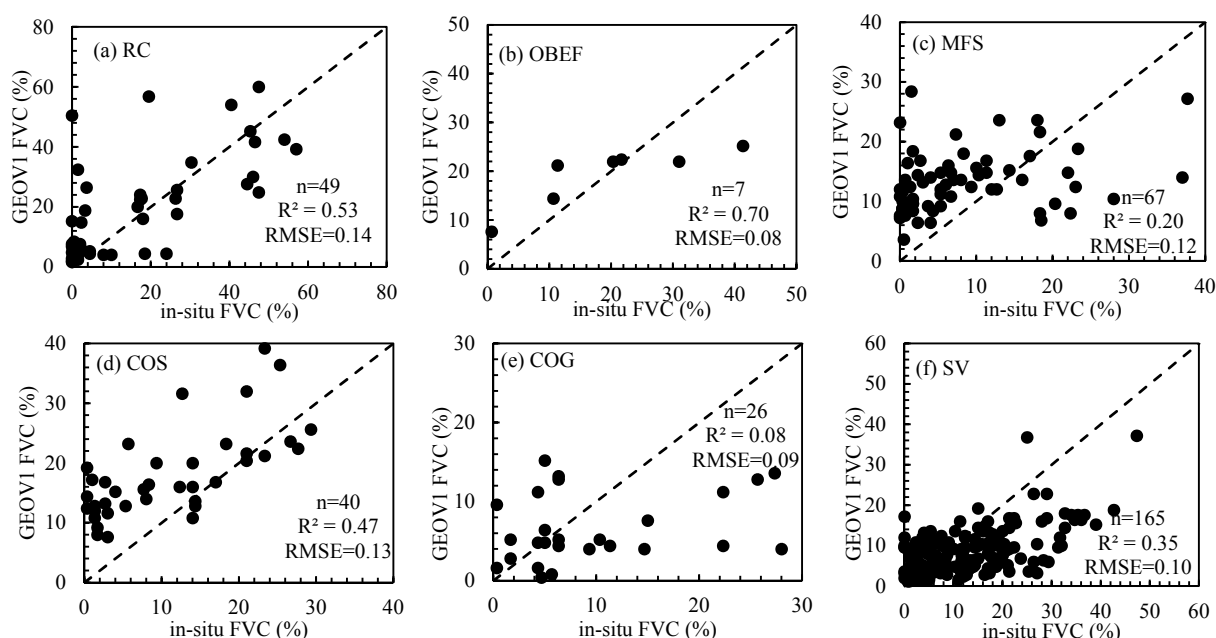 80
60
40
20
0
GEOV1 FVC (%)
(a) RC
n=49
R² = 0.53
RMSE=0.14
0 20 40 60 80
in-situ FVC (%)
50
40
30
20
10
0
GEOV1 FVC (%)
(b) OBEF
n=7
R² = 0.70
RMSE=0.08
0 10 20 30 40 50
in-situ FVC (%)
40
30
20
10
0
GEOV1 FVC (%)
(c) MFS
n=67
R² = 0.20
RMSE=0.12
0 10 20 30 40
in-situ FVC (%)
40
30
20
10
0
GEOV1 FVC (%)
(d) COS
n=40
R² = 0.47
RMSE=0.13
0 10 20 30 40
in-situ FVC (%)
30
20
10
0
GEOV1 FVC (%)
(e) COG
n=26
R² = 0.08
RMSE=0.09
0 10 20 30
in-situ FVC (%)
60
50
40
30
20
10
0
GEOV1 FVC (%)
(f) SV
n=165
R² = 0.35
RMSE=0.10
0 10 20 30 40 50 60
in-situ FVC (%)